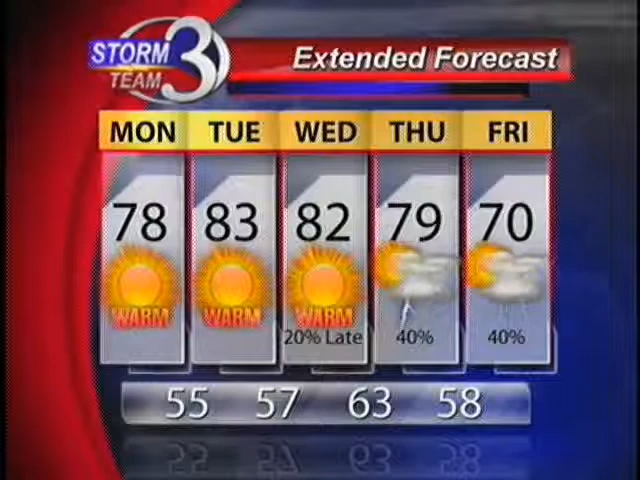 STORM 3
TEAM
Extended Forecast
MON TUE WED THU FRI
78 83 82 79 70
WARM WARM WARM
20% Late 40% 40%
55 57 63 58